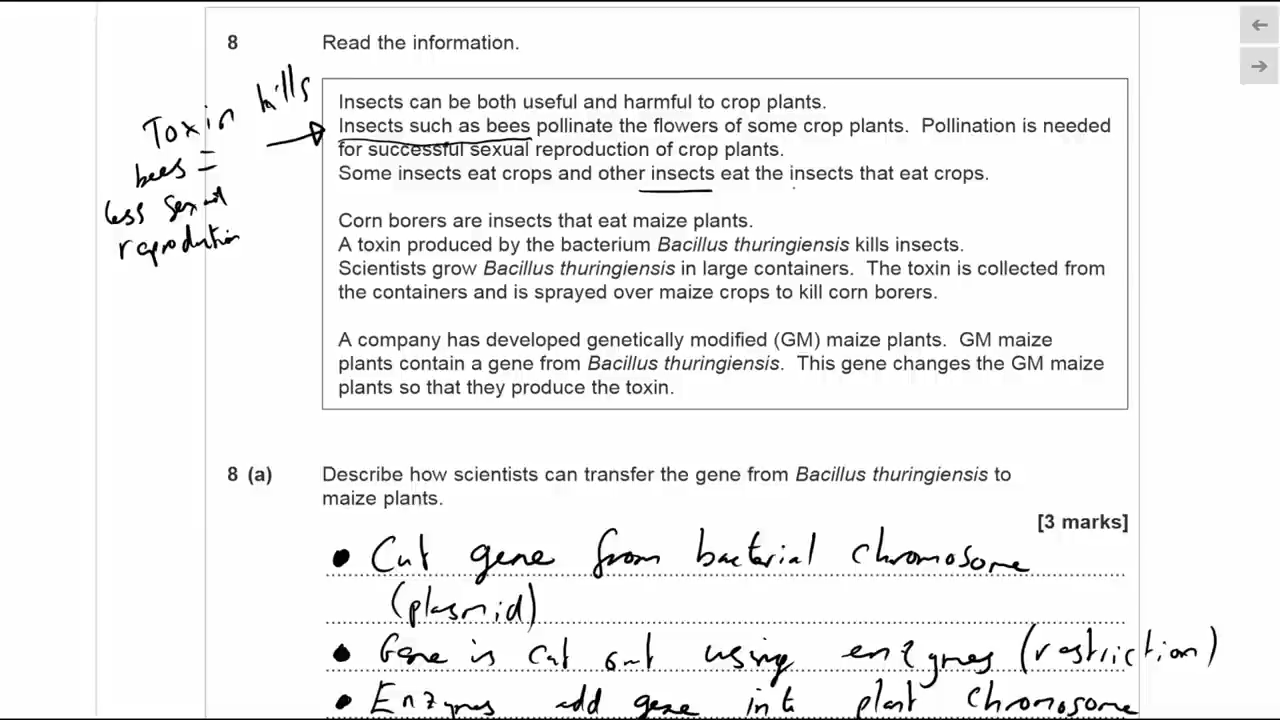 8 Read the information.
Toxin kills
bees =
less sexual
reproduction
Insects can be both useful and harmful to crop plants.
Insects such as bees pollinate the flowers of some crop plants. Pollination is needed
for successful sexual reproduction of crop plants.
Some insects eat crops and other insects eat the insects that eat crops.
Corn borers are insects that eat maize plants.
A toxin produced by the bacterium Bacillus thuringiensis kills insects.
Scientists grow Bacillus thuringiensis in large containers. The toxin is collected from
the containers and is sprayed over maize crops to kill corn borers.
A company has developed genetically modified (GM) maize plants. GM maize
plants contain a gene from Bacillus thuringiensis. This gene changes the GM maize
plants so that they produce the toxin.
8 (a) Describe how scientists can transfer the gene from Bacillus thuringiensis to
maize plants.
[3 marks]
• Cut gene from bacterial chromosome
(plasmid)
• Gene is cut out using enzymes (restriction)
• Enzymes add gene into plant chromosome